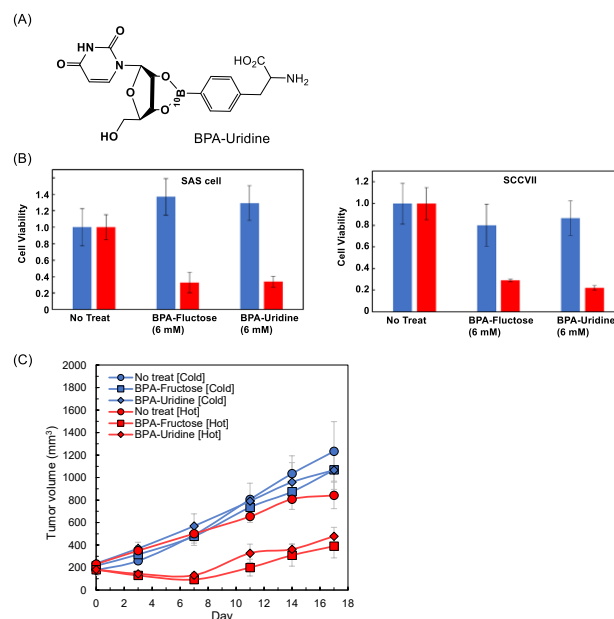 (A)
O
NH
O
N
O
O
B
10
O
HO
HO₂C
NH₂
BPA-Uridine
(B)
SAS cell
Cell Viability
1.4
1.2
1.0
0.8
0.6
0.4
0.2
No Treat
BPA-Fluctose
(6 mM)
BPA-Uridine
(6 mM)
SCCVII
Cell Viability
1.2
1.0
0.8
0.6
0.4
0.2
0
No Treat
BPA-Fluctose
(6 mM)
BPA-Uridine
(6 mM)
(C)
Tumor volume (mm³)
2000
1800
1600
1400
1200
1000
800
600
400
200
0
No treat [Cold]
BPA-Fructose [Cold]
BPA-Uridine [Cold]
No treat [Hot]
BPA-Fructose [Hot]
BPA-Uridine [Hot]
0 2 4 6 8 10 12 14 16 18
Day